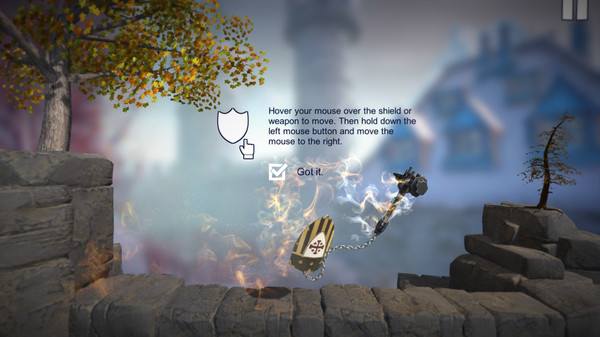 Hover your mouse over the shield or
weapon to move. Then hold down the
left mouse button and move the
mouse to the right.
Got it.